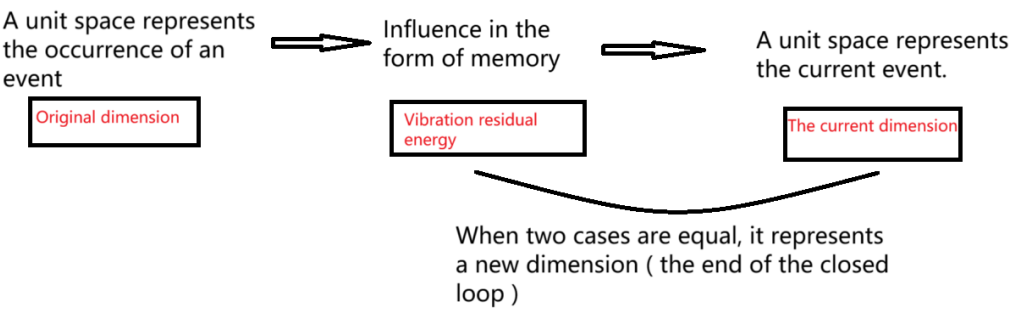 A unit space represents
the occurrence of an
event
Influence in the
form of memory
A unit space represents
the current event.
Original dimension
Vibration residual
energy
The current dimension
When two cases are equal, it represents
a new dimension ( the end of the closed
loop )